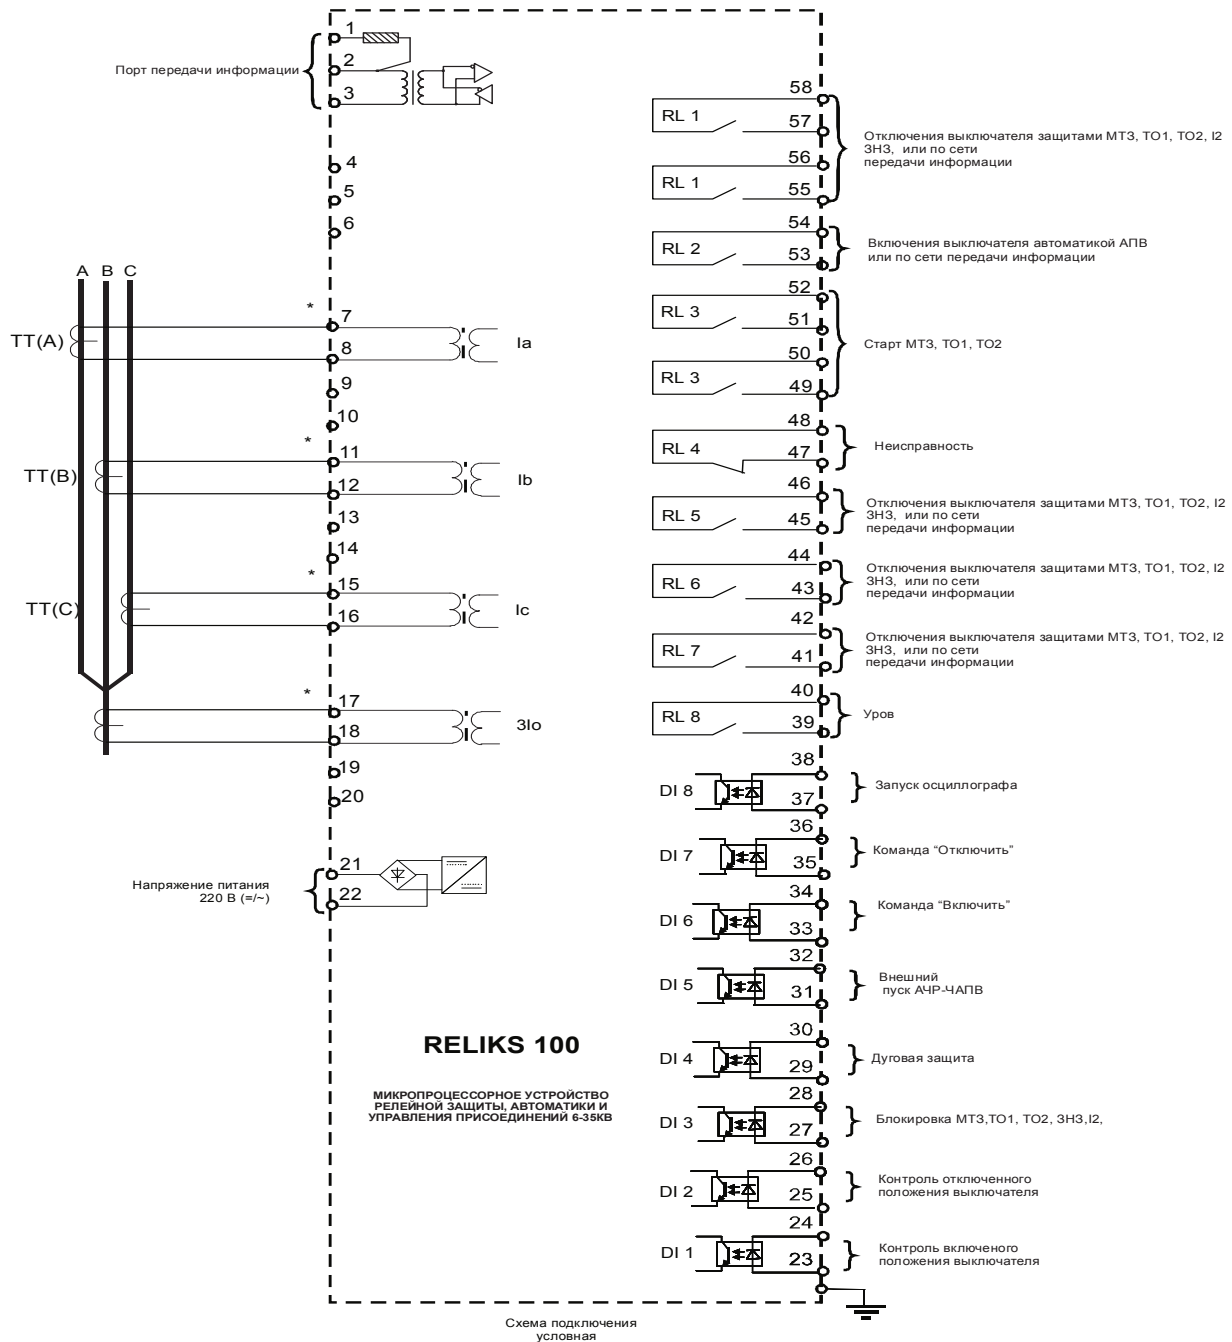 1
Порт передачи информации
2
3
4
5
6
A B C
*
7
TT(A)
8
Ia
9
10
*
11
TT(B)
12
Ib
13
14
*
15
TT(C)
16
Ic
*
17
18
3Io
19
20
21
Напряжение питания
220 В (=/~)
22
58
RL 1
57
56
RL 1
55
Отключения выключателя защитами МТЗ, ТО1, ТО2, I2
ЗНЗ, или по сети
передачи информации
54
RL 2
53
Включения выключателя автоматикой АПВ
или по сети передачи информации
52
RL 3
51
50
RL 3
49
Старт МТЗ, ТО1, ТО2
48
RL 4
47
Неисправность
46
RL 5
45
Отключения выключателя защитами МТЗ, ТО1, ТО2, I2
ЗНЗ, или по сети
передачи информации
44
RL 6
43
Отключения выключателя защитами МТЗ, ТО1, ТО2, I2
ЗНЗ, или по сети
передачи информации
42
RL 7
41
Отключения выключателя защитами МТЗ, ТО1, ТО2, I2
ЗНЗ, или по сети
передачи информации
40
RL 8
39
Уров
38
DI 8
37
Запуск осциллографа
36
DI 7
35
Команда “Отключить”
34
DI 6
33
Команда “Включить”
32
DI 5
31
Внешний
пуск АЧР-ЧАПВ
30
DI 4
29
Дуговая защита
28
DI 3
27
Блокировка МТЗ,ТО1, ТО2, ЗНЗ,I2,
26
DI 2
25
Контроль отключенного
положения выключателя
24
DI 1
23
Контроль включеного
положения выключателя
RELIKS 100
МИКРОПРОЦЕССОРНОЕ УСТРОЙСТВО
РЕЛЕЙНОЙ ЗАЩИТЫ, АВТОМАТИКИ И
УПРАВЛЕНИЯ ПРИСОЕДИНЕНИЙ 6-35КВ
Схема подключения
условная